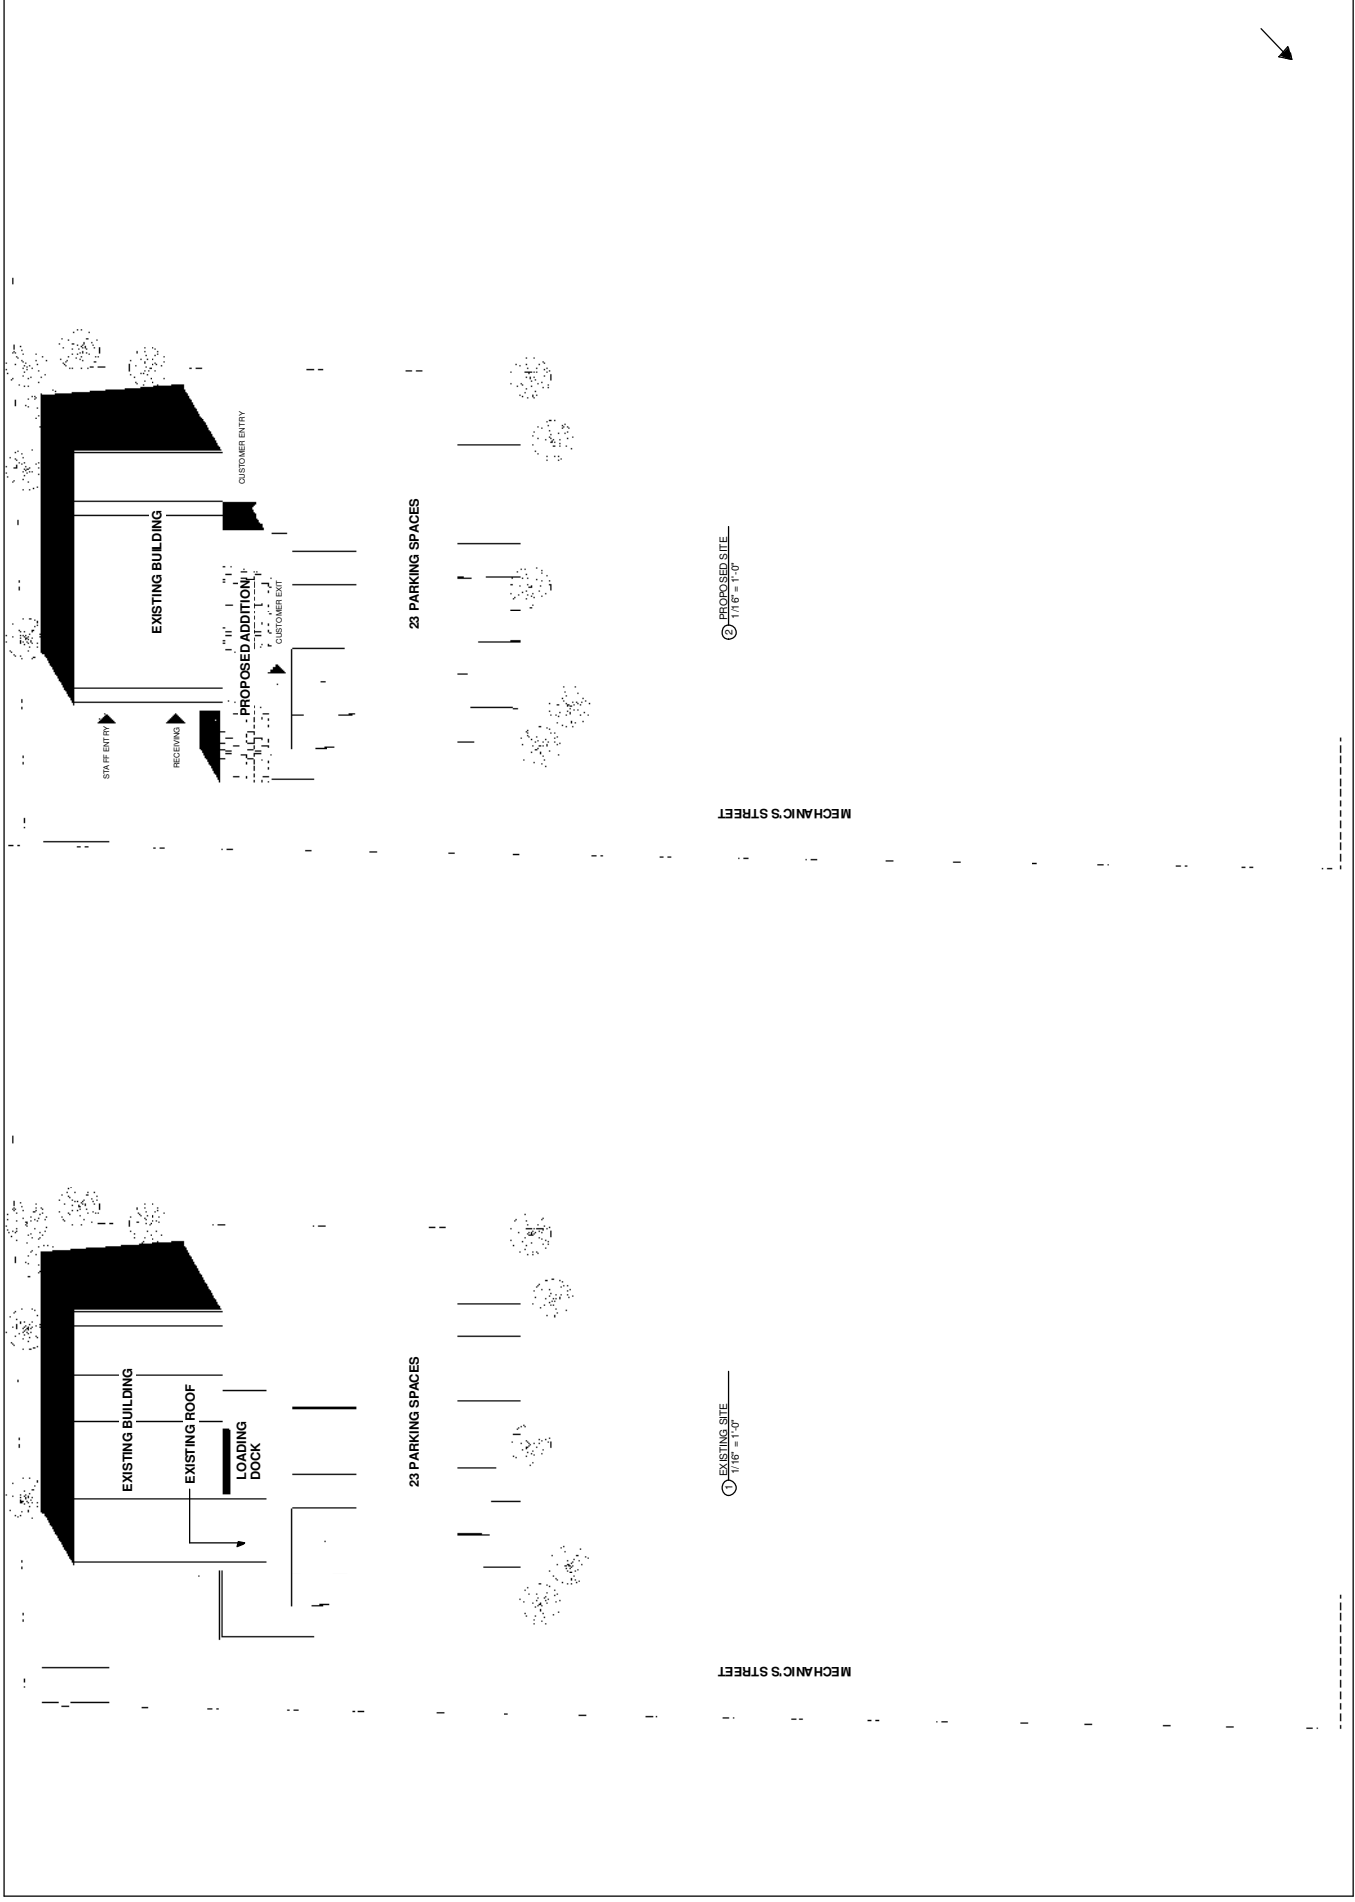 CUSTOMER ENTRY
EXISTING BUILDING
PROPOSED ADDITION
CUSTOMER EXIT
23 PARKING SPACES
STAFF ENTRY
RECEIVING
2
PROPOSED SITE
1/16" = 1'-0"
MECHANIC'S STREET
EXISTING BUILDING
EXISTING ROOF
LOADING
DOCK
23 PARKING SPACES
1
EXISTING SITE
1/16" = 1'-0"
MECHANIC'S STREET